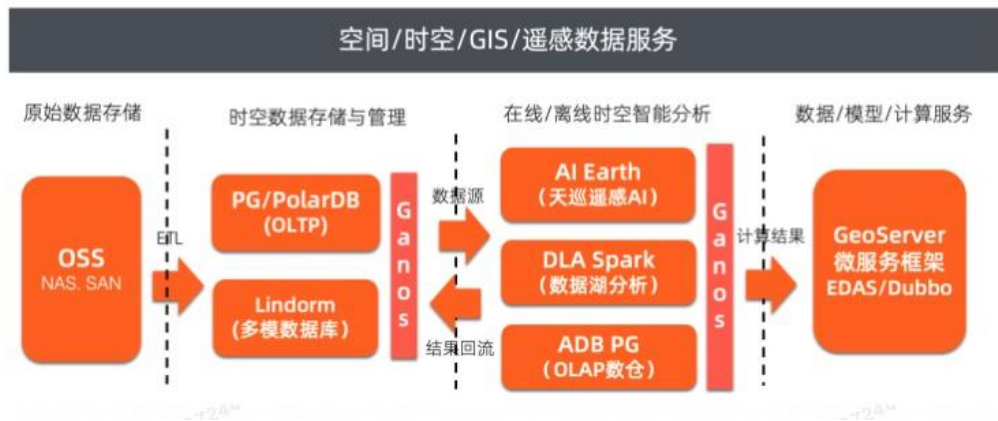 空间/时空/GIS/遥感数据服务
原始数据存储
时空数据存储与管理
在线/离线时空智能分析
数据/模型/计算服务
OSS
NAS. SAN
ETL
PG/PolarDB
(OLTP)
Lindorm
(多模数据库)
Ganos
数据源
结果回流
AI Earth
(天巡遥感AI)
DLA Spark
(数据湖分析)
ADB PG
(OLAP数仓)
Ganos
计算结果
GeoServer
微服务框架
EDAS/Dubbo